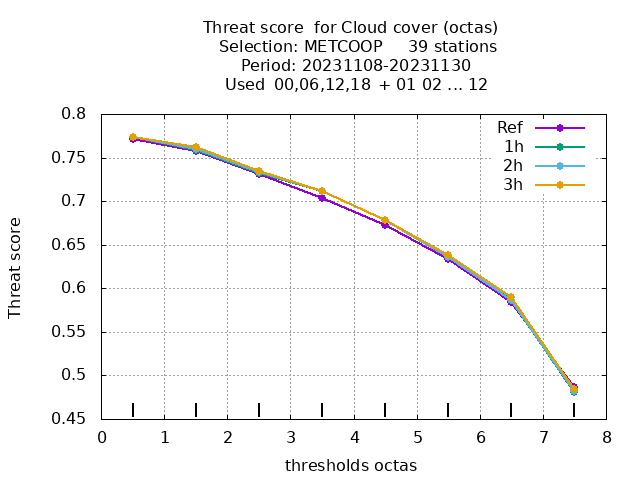 Threat score  for Cloud cover (octas)
Selection: METCOOP     39 stations
Period: 20231108-20231130
Used  00,06,12,18  + 01 02 ... 12
Ref
1h
2h
3h
0.8
0.75
0.7
0.65
0.6
0.55
0.5
0.45
Threat score
0 1 2 3 4 5 6 7 8
thresholds octas